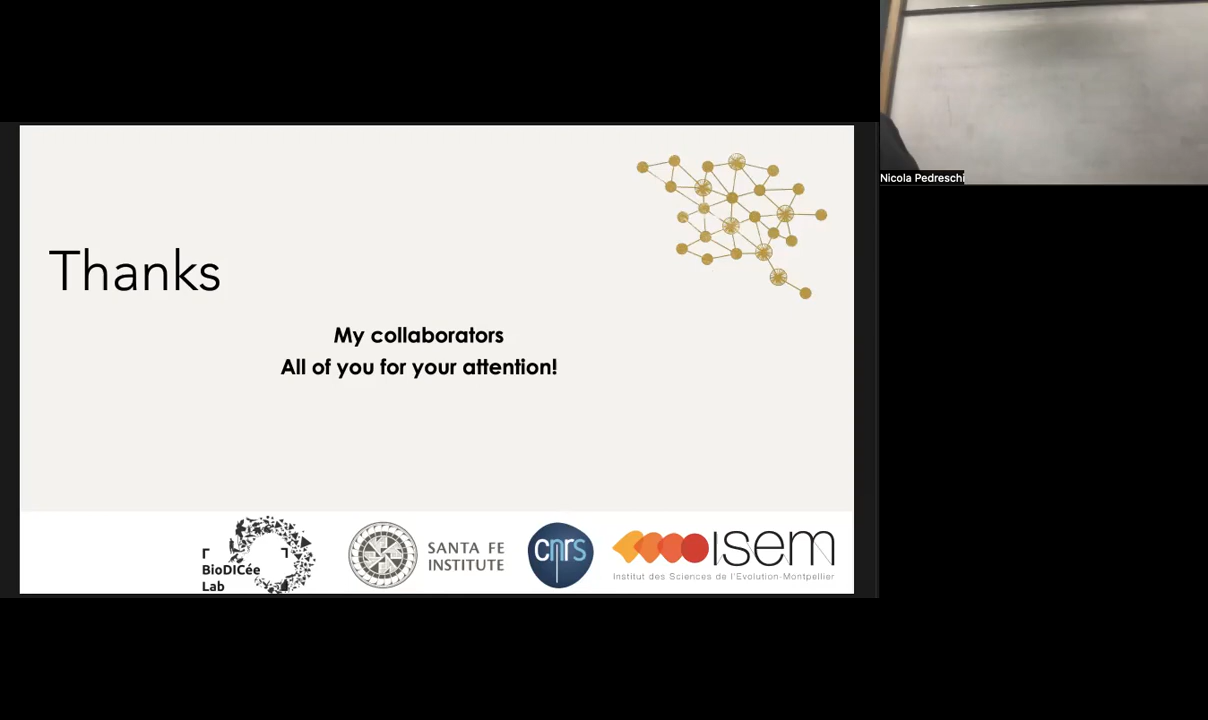 Nicola Pedreschi
Thanks
My collaborators
All of you for your attention!
BioDICée
Lab
SANTA FE
INSTITUTE
cnrs
isem
Institut des Sciences de l'Evolution-Montpellier